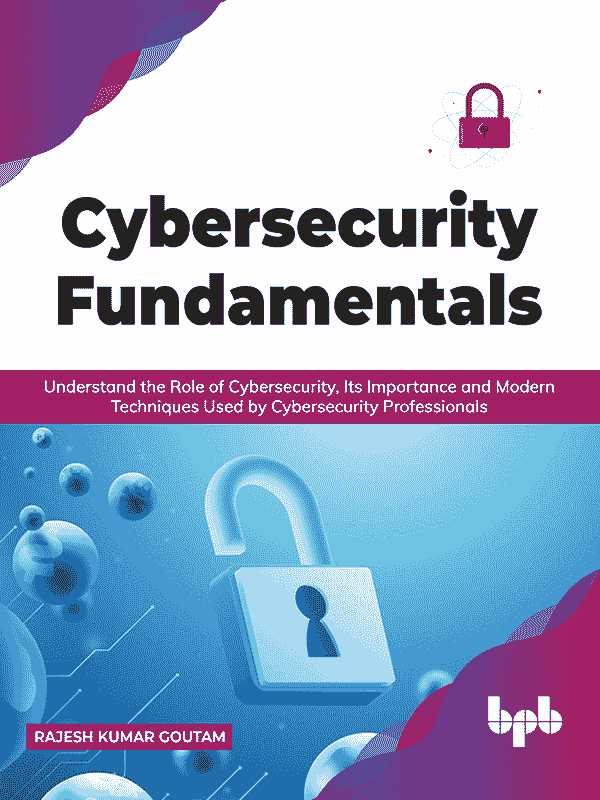 Cybersecurity
Fundamentals
Understand the Role of Cybersecurity, Its Importance and Modern
Techniques Used by Cybersecurity Professionals
RAJESH KUMAR GOUTAM
bpb